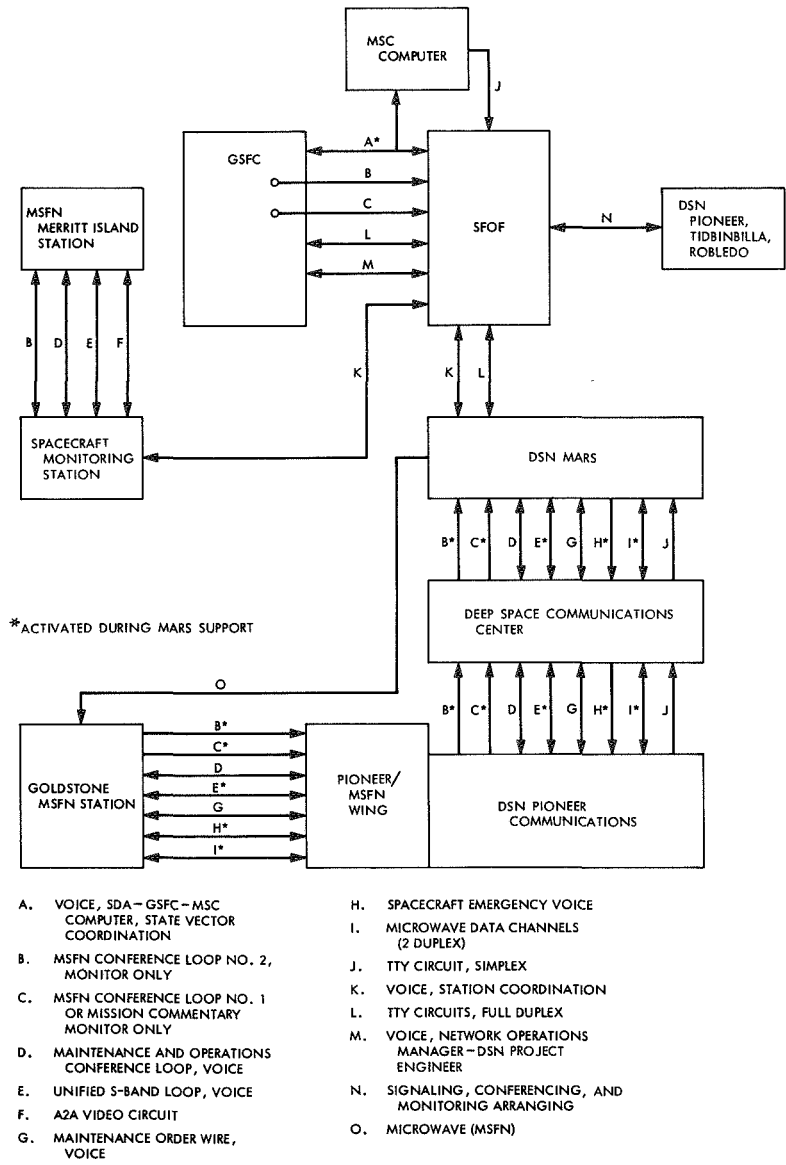 MSC
COMPUTER
J
GSFC
A*
B
C
L
M
SFOF
N
DSN
PIONEER,
TIDBINBILLA,
ROBLEDO
MSFN
MERRITT ISLAND
STATION
B D E F
K
K L
SPACECRAFT
MONITORING
STATION
DSN MARS
B* C* D E* G H* I* J
DEEP SPACE COMMUNICATIONS
CENTER
*ACTIVATED DURING MARS SUPPORT
O
B* C* D E* G H* I* J
GOLDSTONE
MSFN STATION
B*
C*
D
E*
G
H*
I*
PIONEER/
MSFN
WING
DSN PIONEER
COMMUNICATIONS
A. VOICE, SDA-GSFC-MSC
COMPUTER, STATE VECTOR
COORDINATION
B. MSFN CONFERENCE LOOP NO. 2,
MONITOR ONLY
C. MSFN CONFERENCE LOOP NO. 1
OR MISSION COMMENTARY
MONITOR ONLY
D. MAINTENANCE AND OPERATIONS
CONFERENCE LOOP, VOICE
E. UNIFIED S-BAND LOOP, VOICE
F. A2A VIDEO CIRCUIT
G. MAINTENANCE ORDER WIRE,
VOICE
H. SPACECRAFT EMERGENCY VOICE
I. MICROWAVE DATA CHANNELS
(2 DUPLEX)
J. TTY CIRCUIT, SIMPLEX
K. VOICE, STATION COORDINATION
L. TTY CIRCUITS, FULL DUPLEX
M. VOICE, NETWORK OPERATIONS
MANAGER-DSN PROJECT
ENGINEER
N. SIGNALING, CONFERENCING, AND
MONITORING ARRANGING
O. MICROWAVE (MSFN)